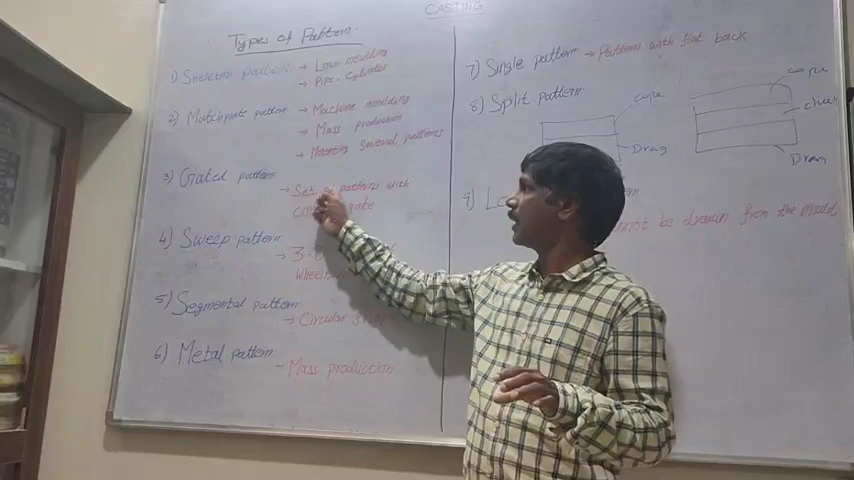 CASTING
Types of Pattern
1) Skeleton pattern → Loam moulding
→ Pipe, Cylinder
2) Matchplate pattern → Machine moulding
→ Mass production
→ Mounting several patterns
3) Gated pattern
→ Set of patterns with
gate
4) Sweep pattern
→ 3-
Wheel
5) Segmental pattern
→ Circular
6) Metal pattern
→ Mass production
7) Single pattern → Pattern with flat back
8) Split pattern
cope
Drag
cope
Drag
9)
cannot be drawn from the mould